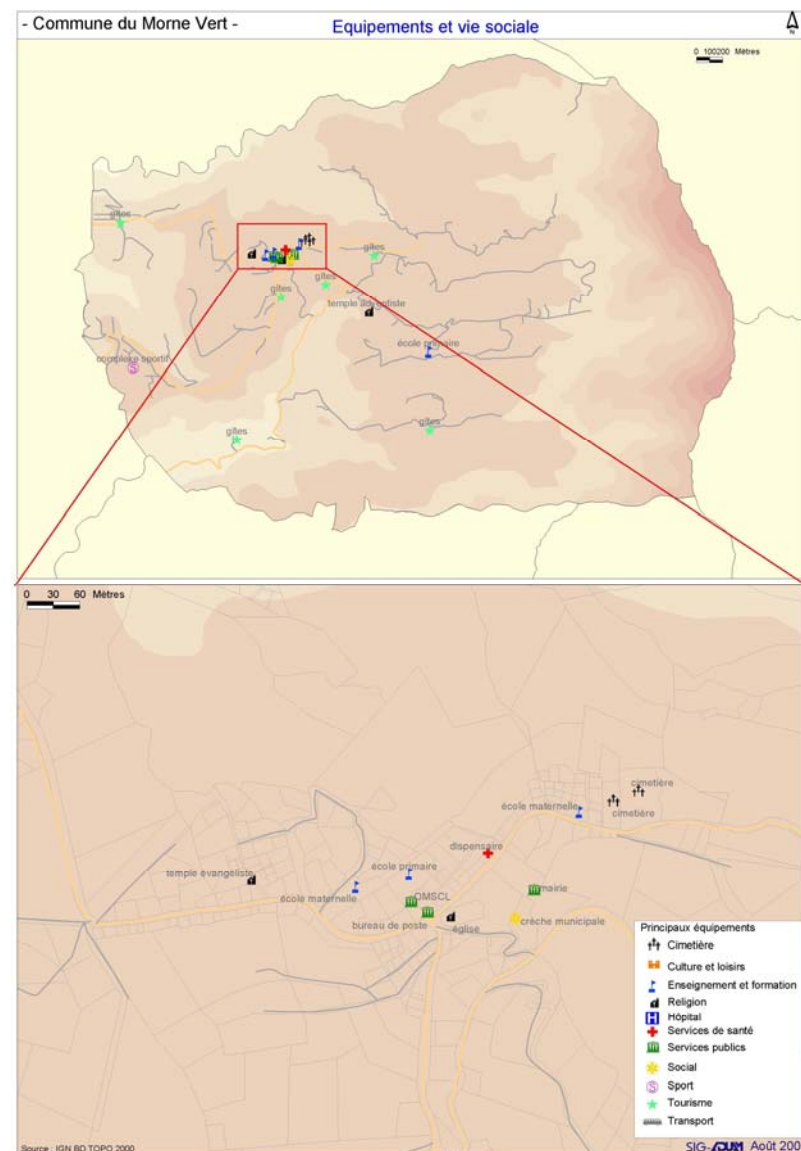 - Commune du Morne Vert -
Equipements et vie sociale
N
0 100200 Mètres
gîtes
gîtes
gîtes
gîtes
temple adventiste
école primaire
complexe sportif
gîtes
gîtes
0 30 60 Mètres
cimetière
école maternelle
cimetière
dispensaire
école primaire
temple évangéliste
école maternelle
OMSCL
mairie
bureau de poste
église
crèche municipale
Principaux équipements
Cimetière
Culture et loisirs
Enseignement et formation
Religion
H Hôpital
Services de santé
Services publics
Social
S Sport
Tourisme
Transport
Source : IGN BD TOPO 2000
SIG- Août 200